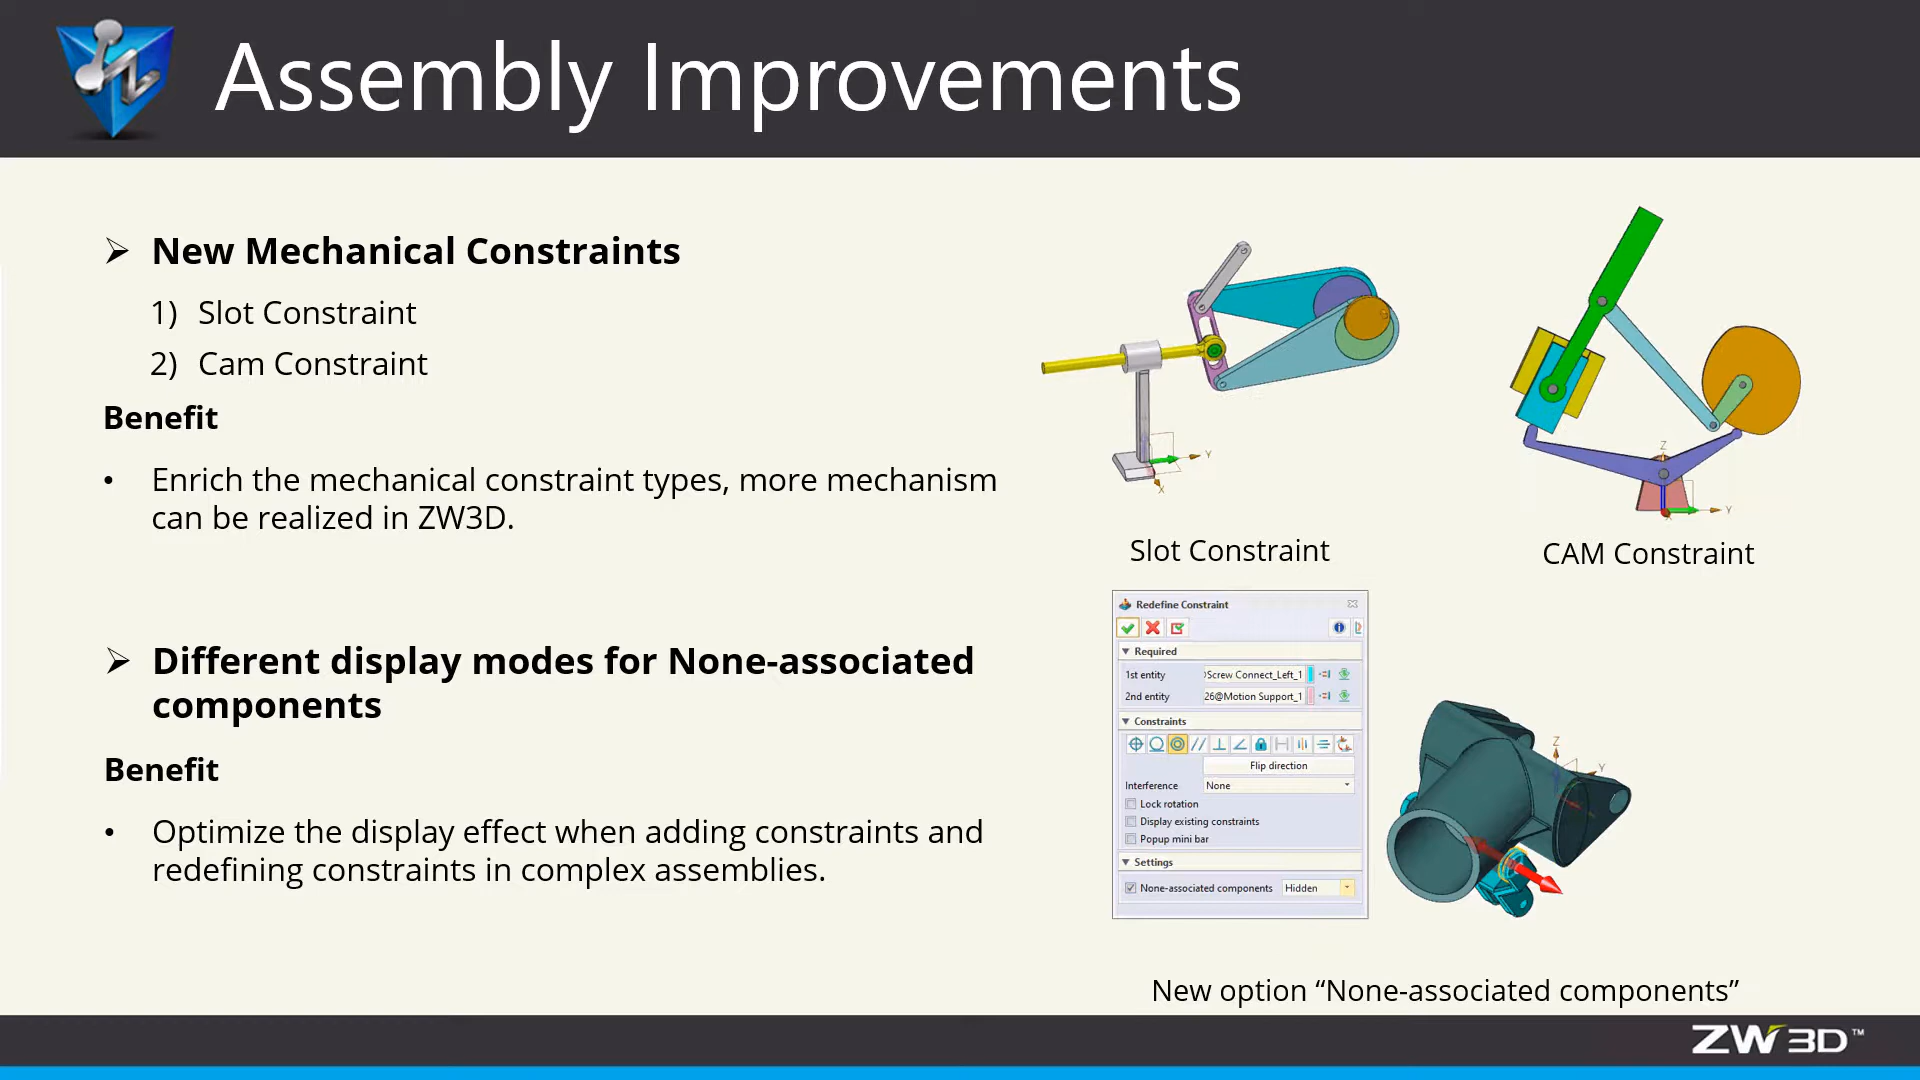 Assembly Improvements
➢ New Mechanical Constraints
1) Slot Constraint
2) Cam Constraint
Benefit
• Enrich the mechanical constraint types, more mechanism
can be realized in ZW3D.
➢ Different display modes for None-associated
components
Benefit
• Optimize the display effect when adding constraints and
redefining constraints in complex assemblies.
Y
X
Slot Constraint
Z
Y
X
CAM Constraint
Redefine Constraint
Required
1st entity Screw Connect_Left_1
2nd entity 26@Motion Support_1
Constraints
Flip direction
Interference None
Lock rotation
Display existing constraints
Popup mini bar
Settings
None-associated components Hidden
Z
Y
New option “None-associated components”
ZW3D™